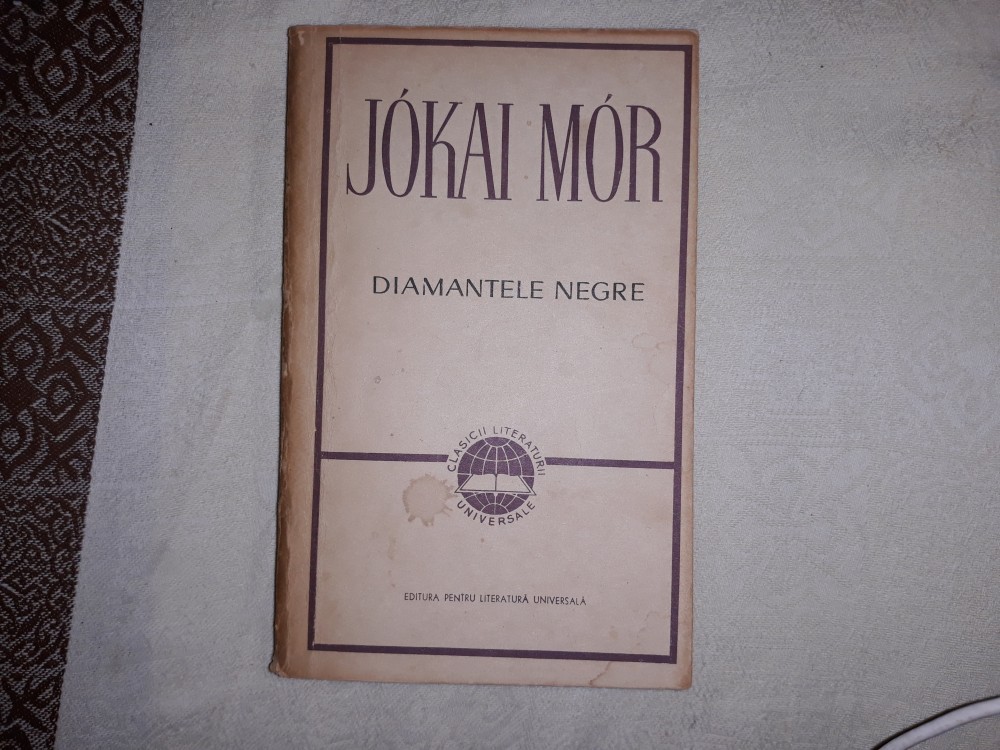 JÓKAI MÓR
DIAMANTELE NEGRE
CLASICII LITERATURII
UNIVERSALE
EDITURA PENTRU LITERATURĂ UNIVERSALĂ